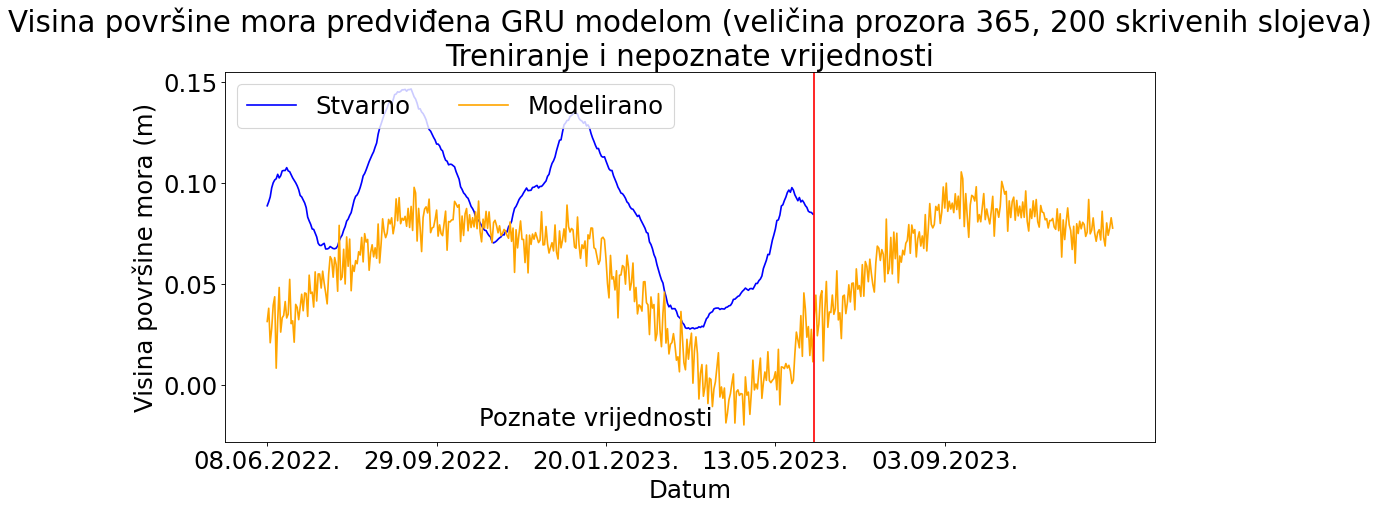 Visina površine mora predviđena GRU modelom (veličina prozora 365, 200 skrivenih slojeva)
Treniranje i nepoznate vrijednosti
Stvarno Modelirano
Visina površine mora (m)
0.15
0.10
0.05
0.00
Poznate vrijednosti
08.06.2022. 29.09.2022. 20.01.2023. 13.05.2023. 03.09.2023.
Datum